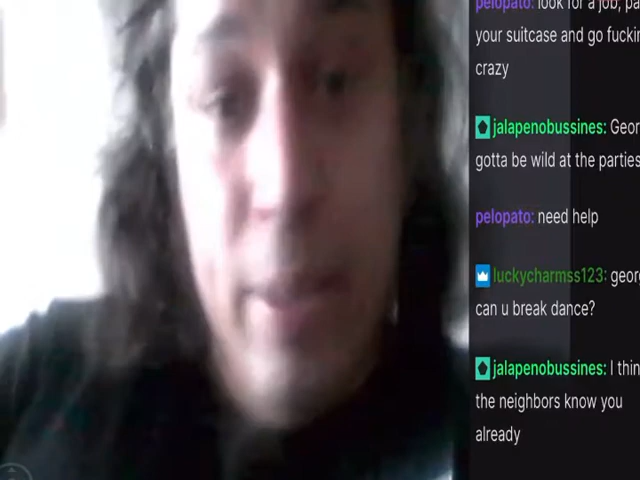 pelopato: look for a job, pa
your suitcase and go fuckin
crazy
jalapenobussines: Geor
gotta be wild at the parties
pelopato: need help
luckycharmss123: georg
can u break dance?
jalapenobussines: I thin
the neighbors know you
already